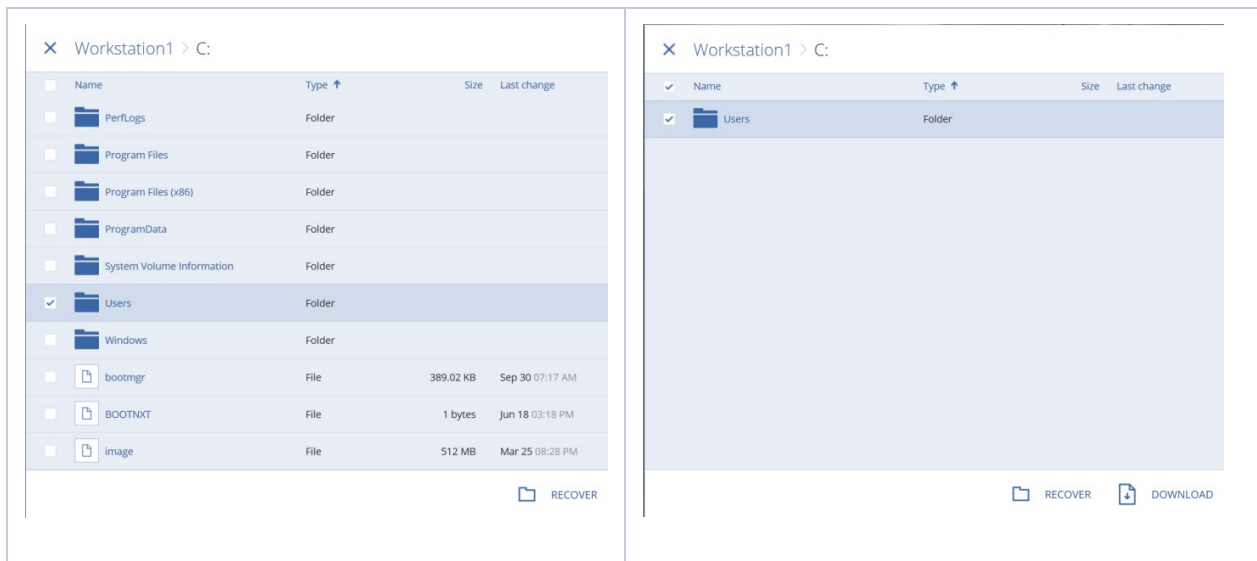 Workstation1 > C:
Name Type ↑ Size Last change
PerfLogs Folder
Program Files Folder
Program Files (x86) Folder
ProgramData Folder
System Volume Information Folder
Users Folder
Windows Folder
bootmgr File 389.02 KB Sep 30 07:17 AM
BOOTNXT File 1 bytes Jun 18 03:18 PM
image File 512 MB Mar 25 08:28 PM
RECOVER
Workstation1 > C:
Name Type ↑ Size Last change
Users Folder
RECOVER DOWNLOAD